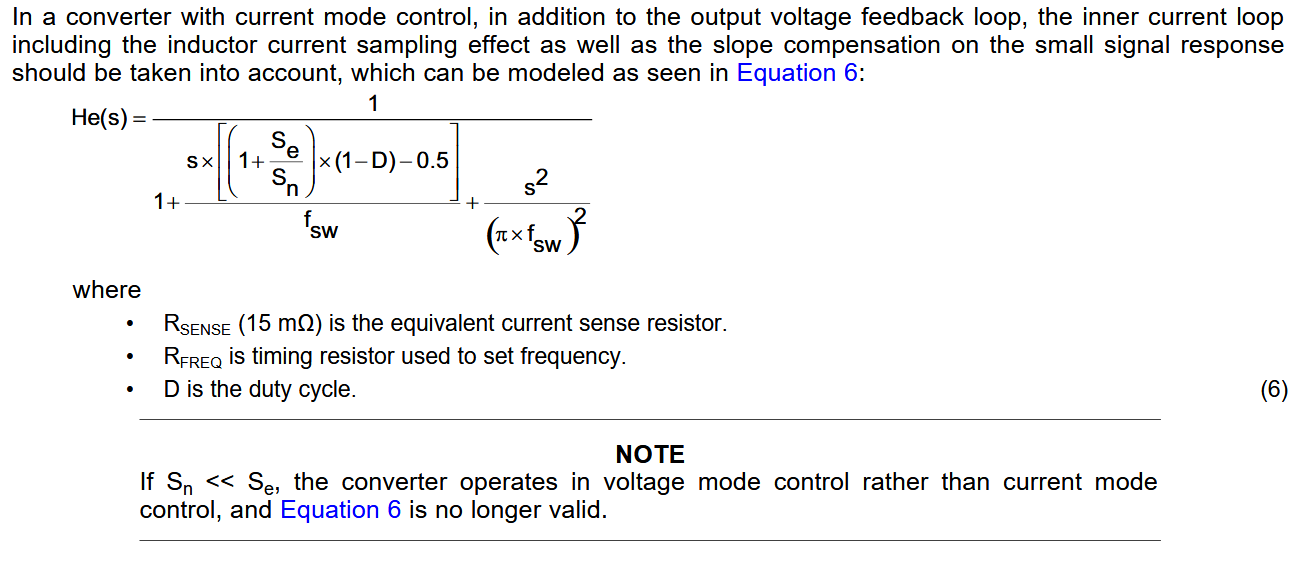 In a converter with current mode control, in addition to the output voltage feedback loop, the inner current loop
including the inductor current sampling effect as well as the slope compensation on the small signal response
should be taken into account, which can be modeled as seen in Equation 6:
He(s) = 1 / (1 + s × [(1 + Se/Sn) × (1 − D) − 0.5] / fsw + s² / (π × fsw)²)
where
• RSENSE (15 mΩ) is the equivalent current sense resistor.
• RFREQ is timing resistor used to set frequency.
• D is the duty cycle.
(6)
NOTE
If Sn << Se, the converter operates in voltage mode control rather than current mode
control, and Equation 6 is no longer valid.